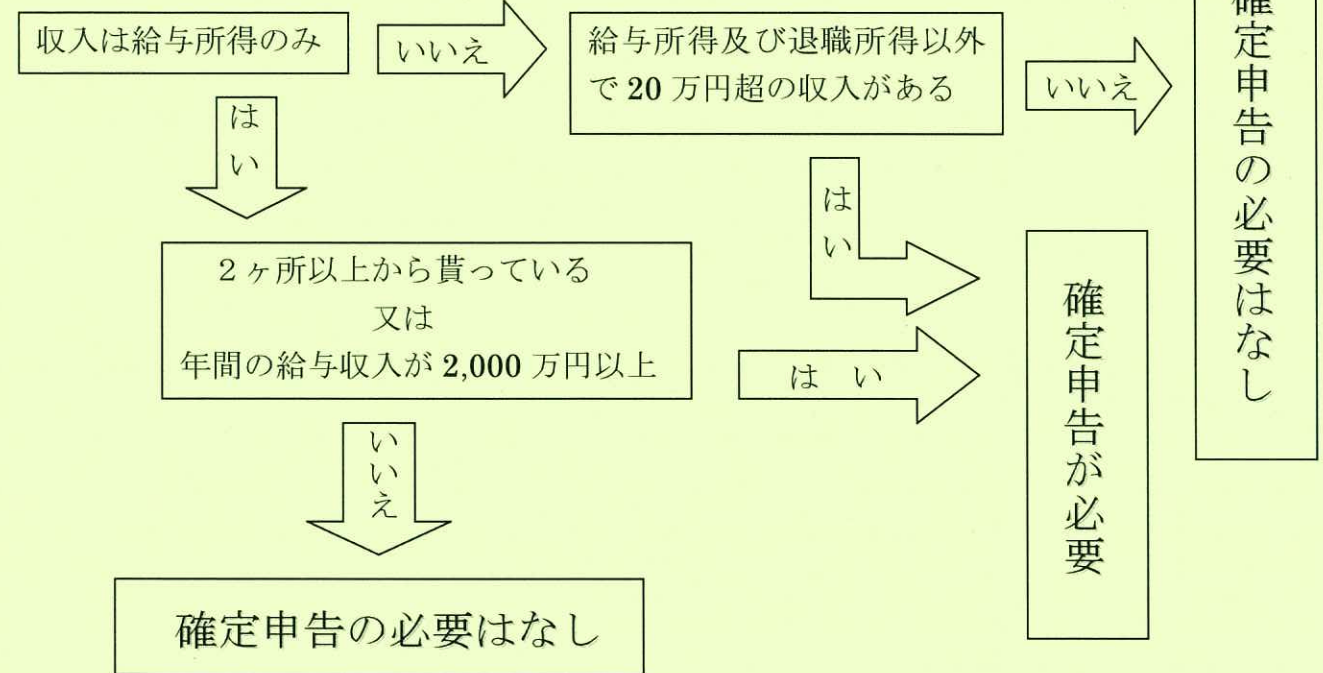 収入は給与所得のみ
いいえ
給与所得及び退職所得以外
で 20 万円超の収入がある
いいえ
確定申告の必要はなし
はい
はい
２ヶ所以上から貰っている
又は
年間の給与収入が 2,000 万円以上
は い
確定申告が必要
いいえ
確定申告の必要はなし